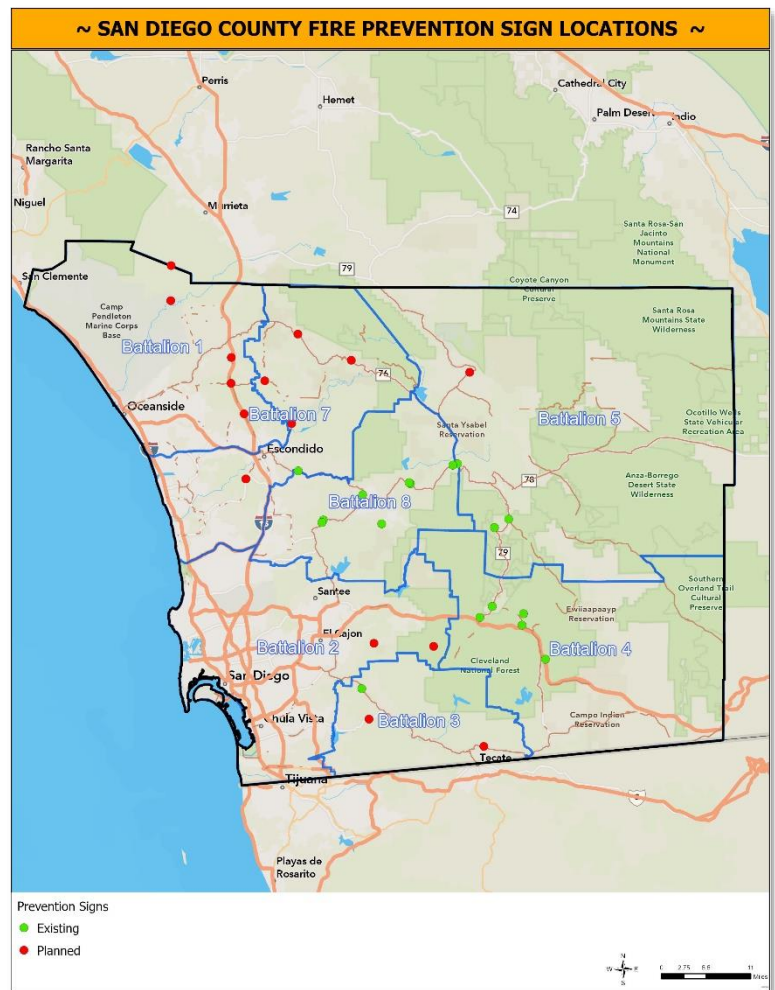 ~ SAN DIEGO COUNTY FIRE PREVENTION SIGN LOCATIONS ~
Perris
Cathedral City
Hemet
Palm Desert
Indio
Rancho Santa
Margarita
Niguel
Murrieta
74
Santa Rosa-San
Jacinto
Mountains
National
Monument
79
San Clemente
Coyote Canyon
Cultural
Preserve
Camp
Pendleton
Marine Corps
Base
Santa Rosa
Mountains State
Wilderness
Battalion 1
76
Oceanside
Battalion 7
Battalion 5
Ocotillo Wells
State Vehicular
Recreation Area
Santa Ysabel
Reservation
Escondido
78
Anza-Borrego
Desert State
Wilderness
Battalion 8
79
Santee
Southern
Overland Trail
Cultural
Preserve
Ewiiaapaayp
Reservation
El Cajon
Battalion 2
Battalion 4
Cleveland
National Forest
San Diego
Chula Vista
Battalion 3
Campo Indian
Reservation
Tecate
Tijuana
2
Playas de
Rosarito
Prevention Signs
Existing
Planned
N
W E
S
0 2.75 5.5 11
Miles